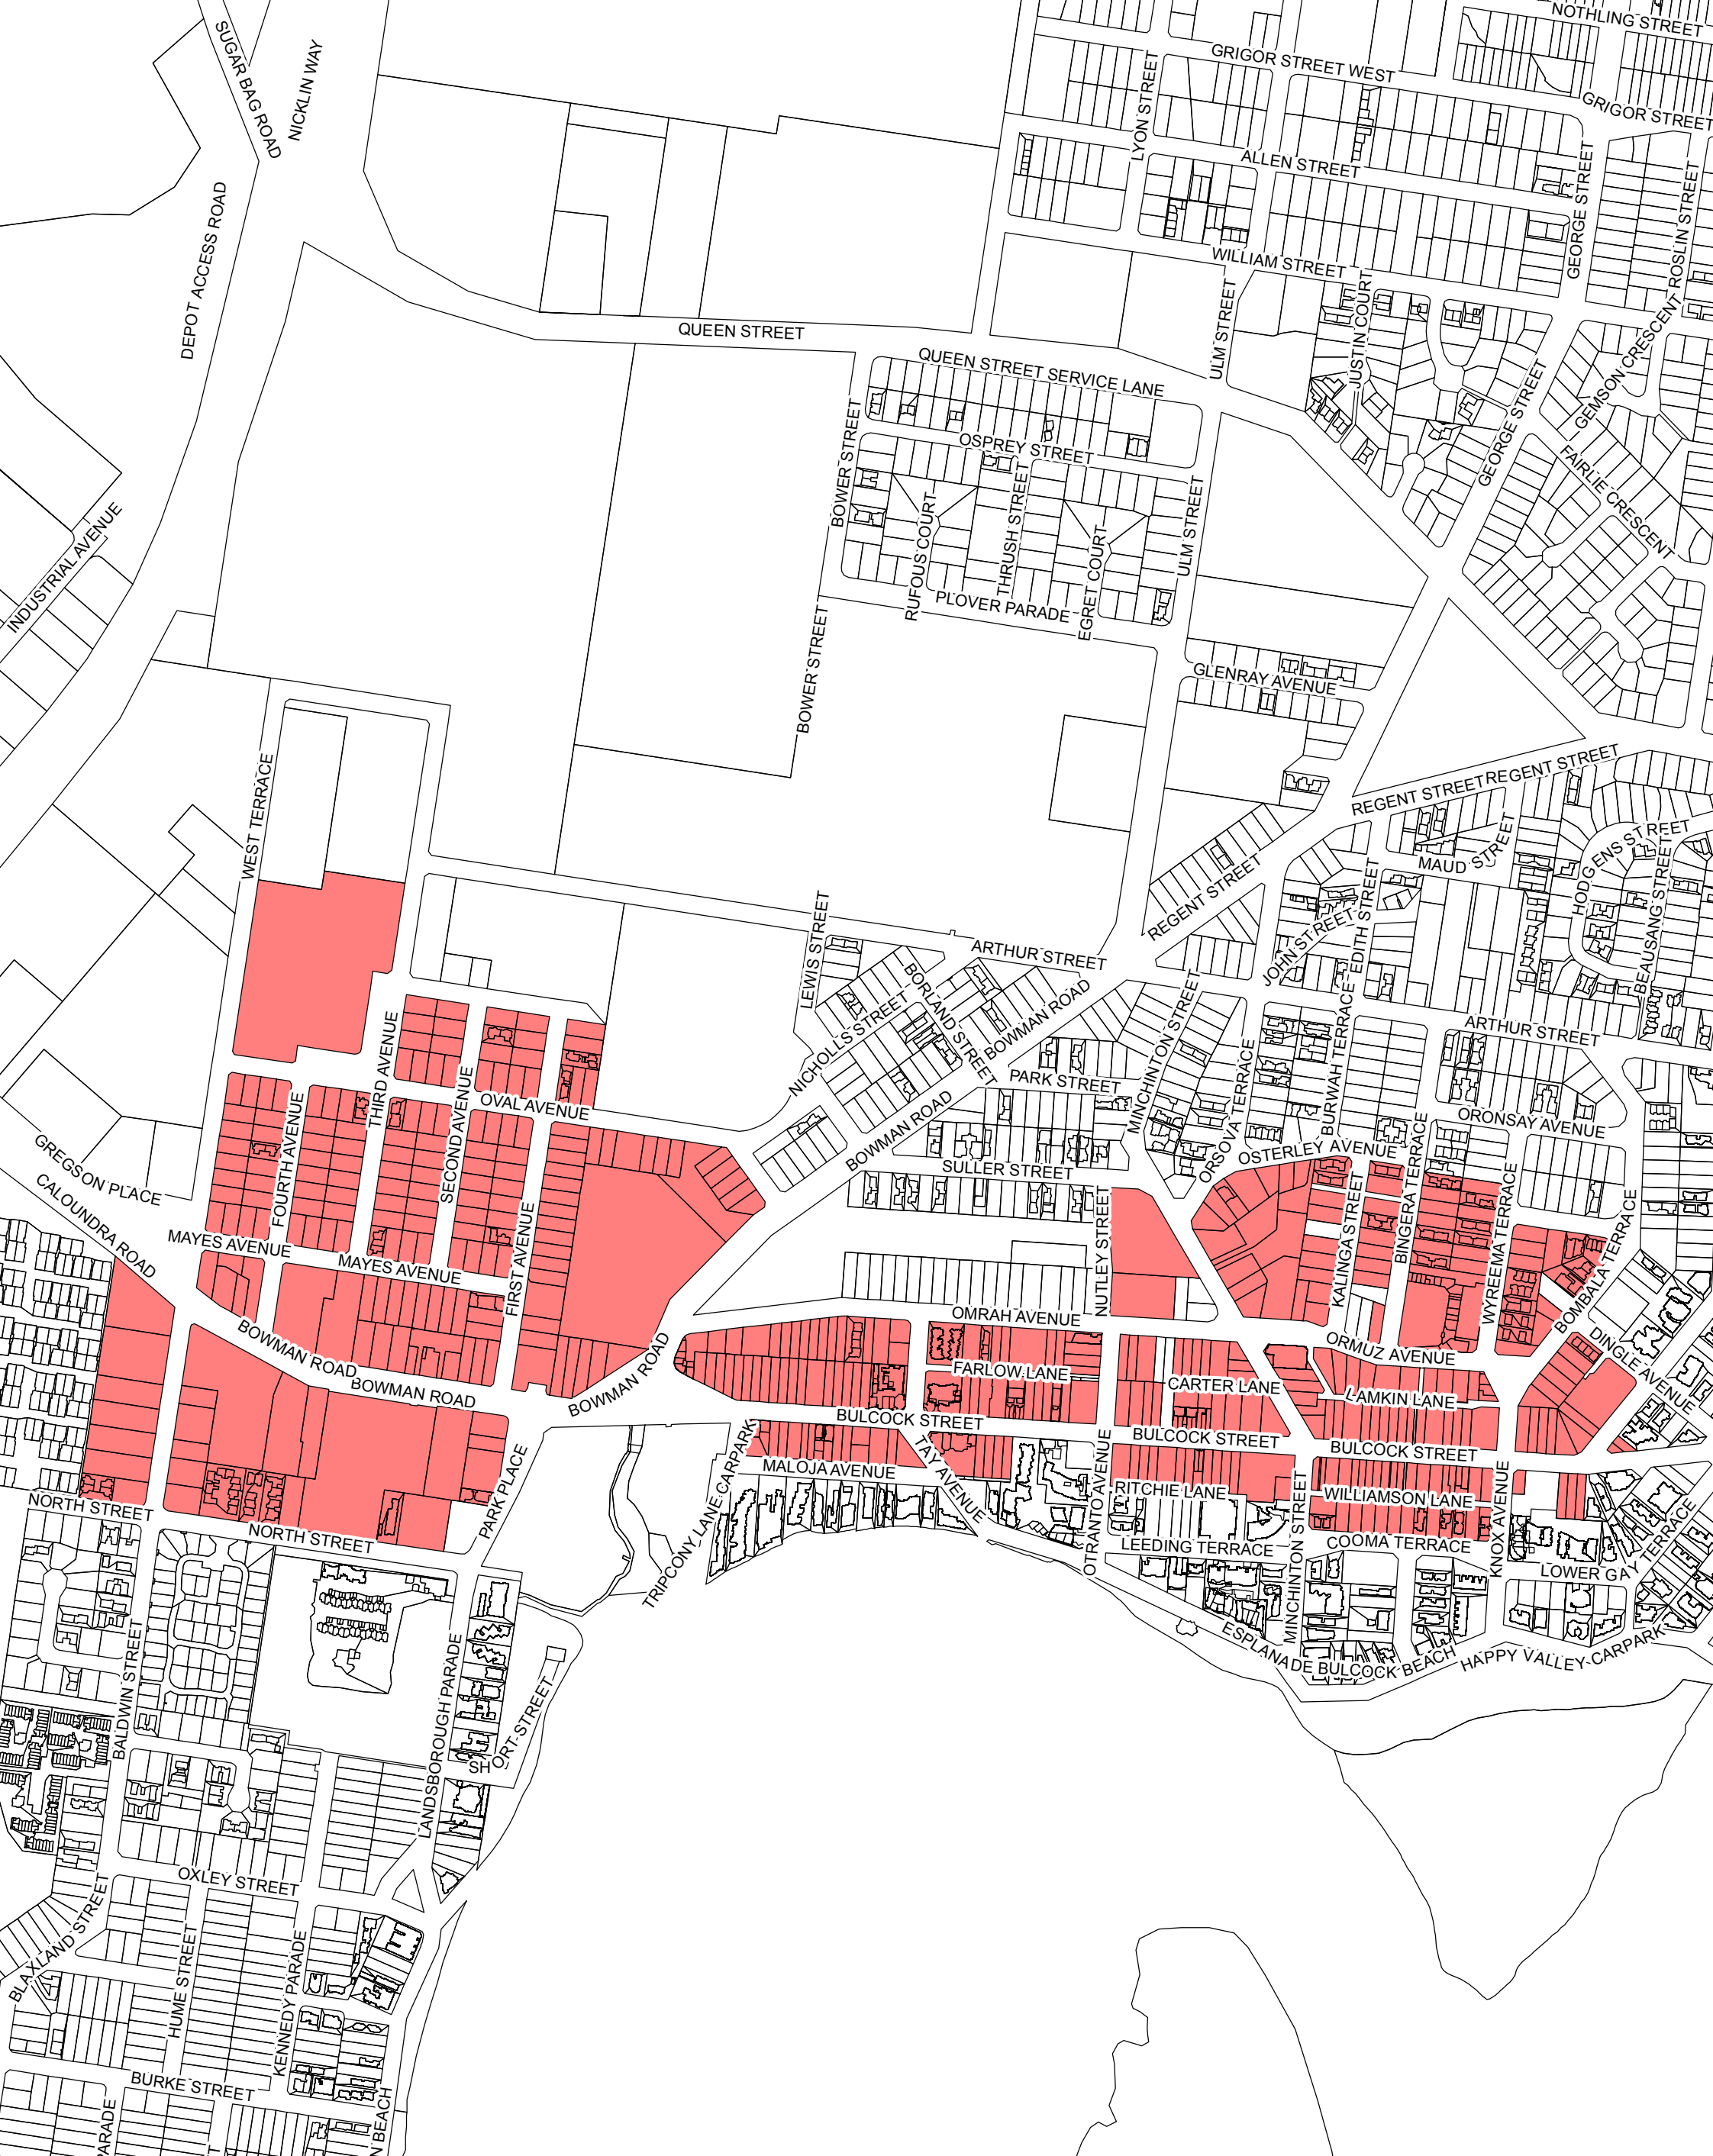 NOTHLING STREET
SUGAR BAG ROAD
NICKLIN WAY
GRIGOR STREET WEST
LYON STREET
GRIGOR STREET
ALLEN STREET
GEORGE STREET
ROSLIN STREET
DEPOT ACCESS ROAD
WILLIAM STREET
JUSTIN COURT
ULM STREET
GEMSON CRESCENT
QUEEN STREET
QUEEN STREET SERVICE LANE
GEORGE STREET
BOWER STREET
OSPREY STREET
FAIRLIE CRESCENT
INDUSTRIAL AVENUE
RUFOUS COURT
THRUSH STREET
EGRET COURT
ULM STREET
PLOVER PARADE
BOWER STREET
GLENRAY AVENUE
WEST TERRACE
REGENT STREET
REGENT STREET
MAUD STREET
HODGENS STREET
BEAUSANG STREET
REGENT STREET
EDITH STREET
JOHN STREET
LEWIS STREET
ARTHUR STREET
BORLAND STREET
NICHOLLS STREET
BOWMAN ROAD
MINCHINTON STREET
BURWAH TERRACE
ARTHUR STREET
THIRD AVENUE
SECOND AVENUE
OVAL AVENUE
FOURTH AVENUE
PARK STREET
BOWMAN ROAD
SULLER STREET
ORSOVA TERRACE
OSTERLEY AVENUE
ORONSAY AVENUE
BINGERA TERRACE
GREGSON PLACE
CALOUNDRA ROAD
NUTLEY STREET
KALINGA STREET
WYREEMA TERRACE
BOMBALA TERRACE
MAYES AVENUE
MAYES AVENUE
FIRST AVENUE
OMRAH AVENUE
ORMUZ AVENUE
DINGLE AVENUE
BOWMAN ROAD
BOWMAN ROAD
BOWMAN ROAD
FARLOW LANE
CARTER LANE
LAMKIN LANE
BULCOCK STREET
BULCOCK STREET
BULCOCK STREET
TAY AVENUE
MALOJA AVENUE
OTRANTO AVENUE
RITCHIE LANE
WILLIAMSON LANE
MINCHINTON STREET
KNOX AVENUE
PARK PLACE
TRIPCONY LANE CARPARK
NORTH STREET
NORTH STREET
LEEDING TERRACE
COOMA TERRACE
LOWER GAY TERRACE
ESPLANADE BULCOCK BEACH
HAPPY VALLEY CARPARK
BALDWIN STREET
LANDSBOROUGH PARADE
SHORT STREET
OXLEY STREET
BLAXLAND STREET
HUME STREET
KENNEDY PARADE
BURKE STREET
ARADE
T
N BEACH